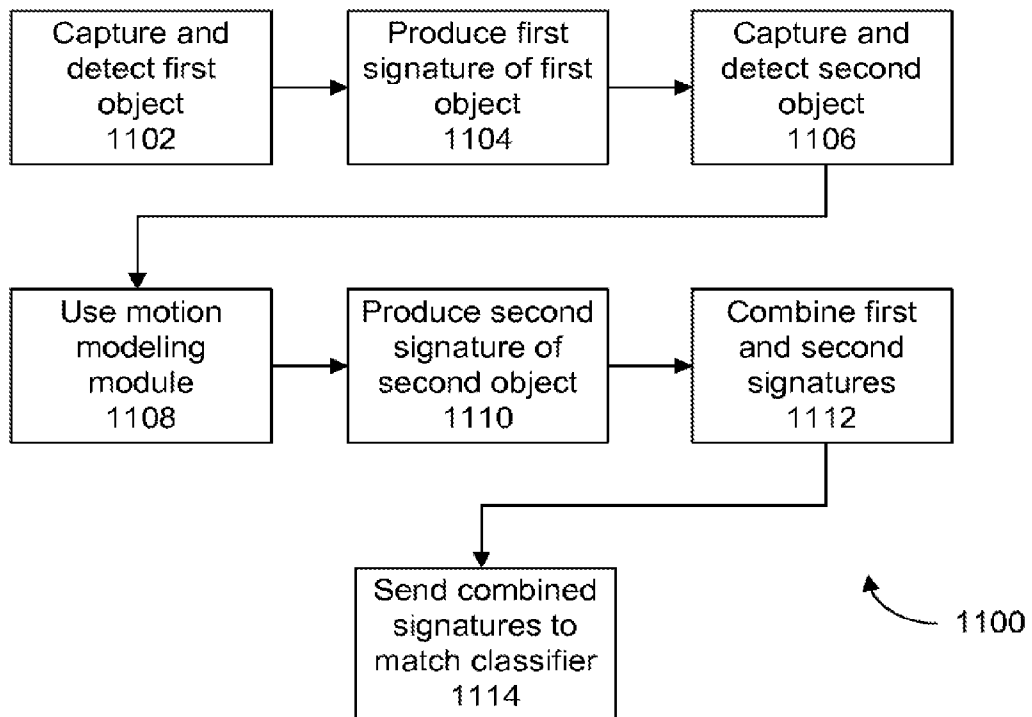 Capture and
detect first
object
1102
Produce first
signature of first
object
1104
Capture and
detect second
object
1106
Use motion
modeling
module
1108
Produce second
signature of
second object
1110
Combine first
and second
signatures
1112
Send combined
signatures to
match classifier
1114
1100